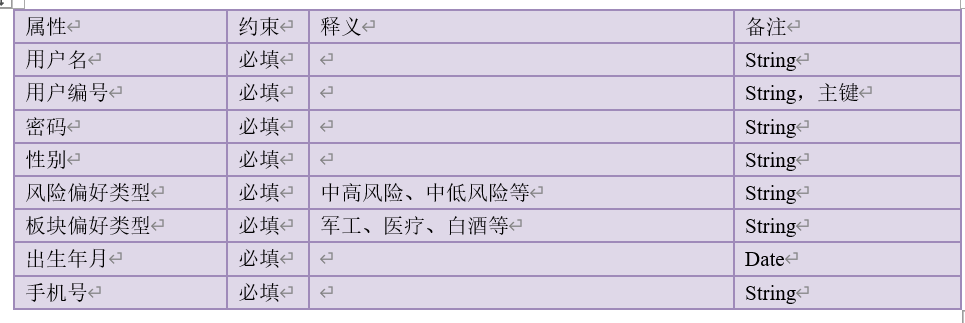 属性 约束 释义 备注
用户名 必填 String
用户编号 必填 String，主键
密码 必填 String
性别 必填 String
风险偏好类型 必填 中高风险、中低风险等 String
板块偏好类型 必填 军工、医疗、白酒等 String
出生年月 必填 Date
手机号 必填 String